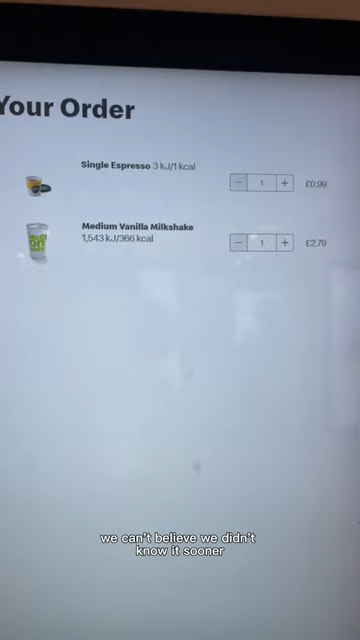 Your Order
Single Espresso 3 kJ/1 kcal
— 1 + £0.99
Medium Vanilla Milkshake
1,543 kJ/366 kcal
— 1 + £2.79
we can't believe we didn't
know it sooner